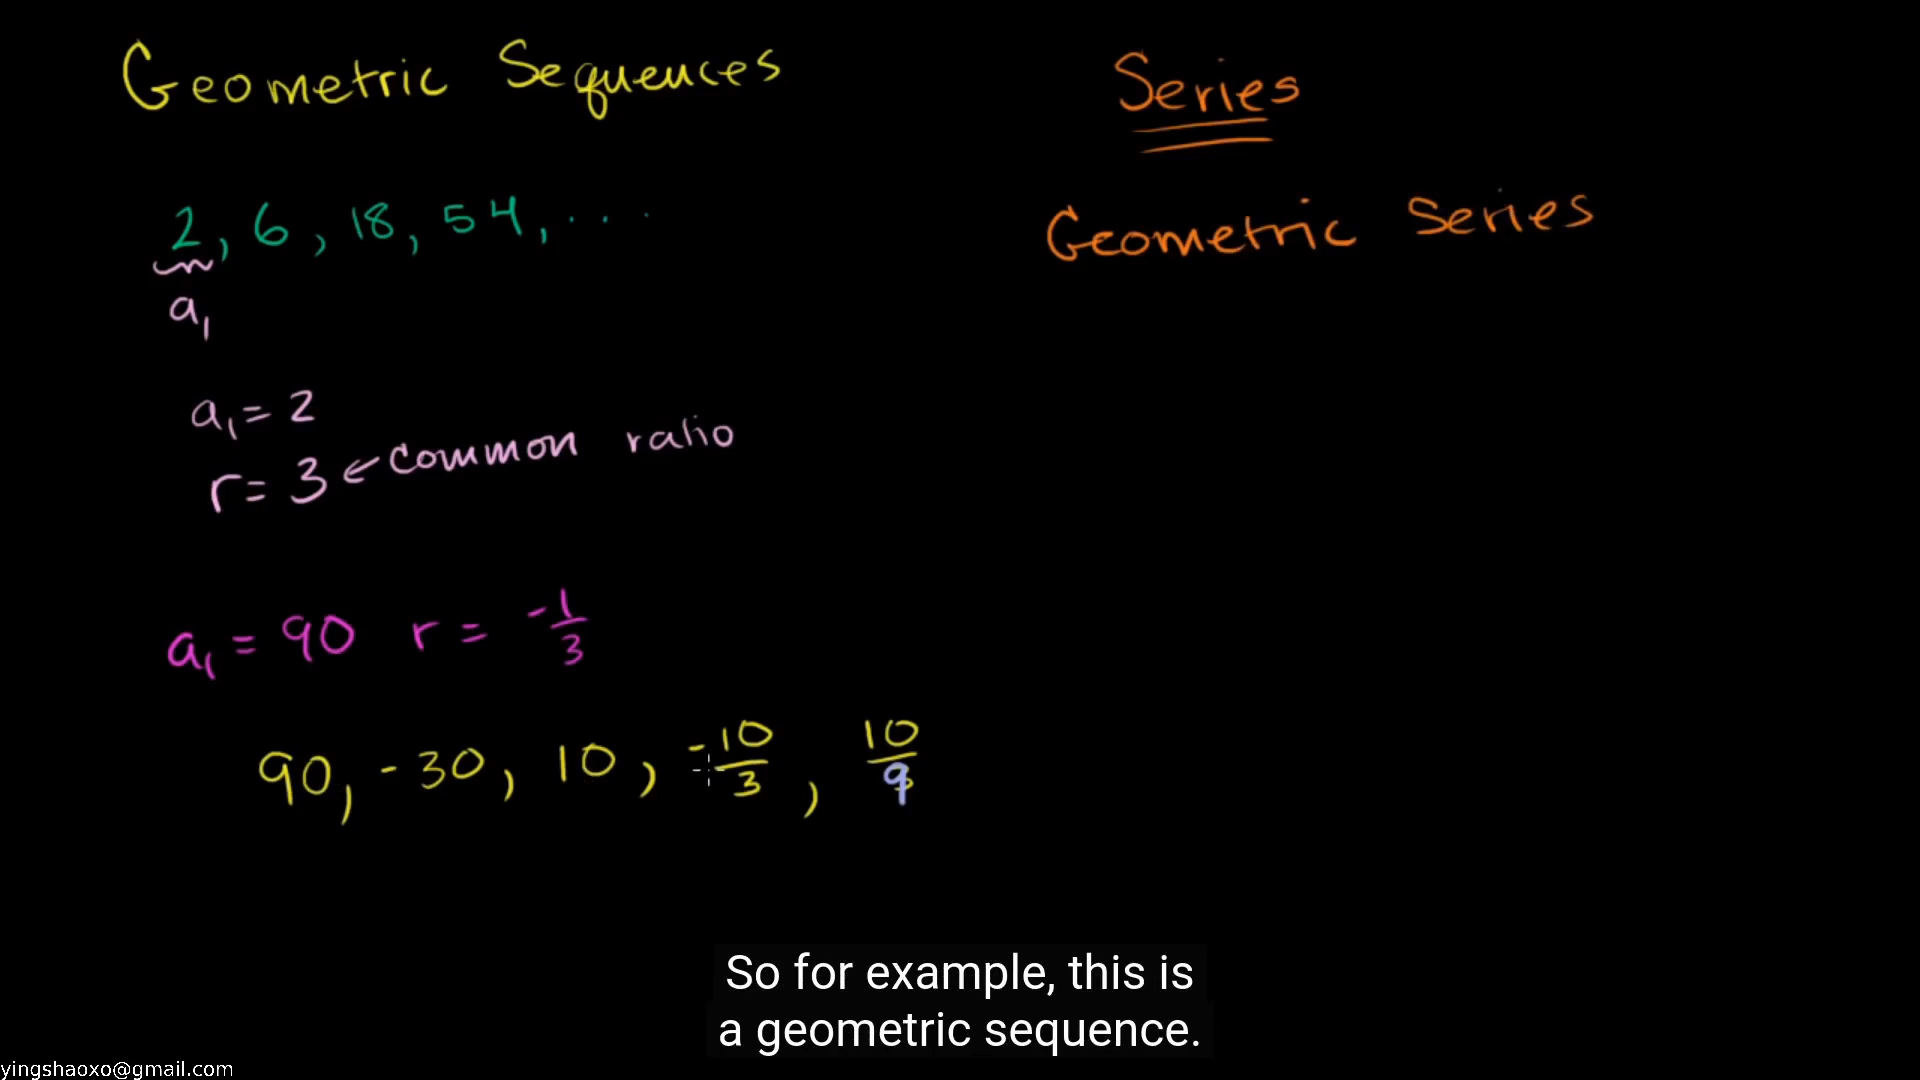 Geometric Sequences
Series
2, 6, 18, 54, ...
Geometric Series
a₁
a₁ = 2
r = 3 ← common ratio
a₁ = 90 r = -1/3
90, -30, 10, -10/3, 10/9
So for example, this is
a geometric sequence.
yingshaoxo@gmail.com